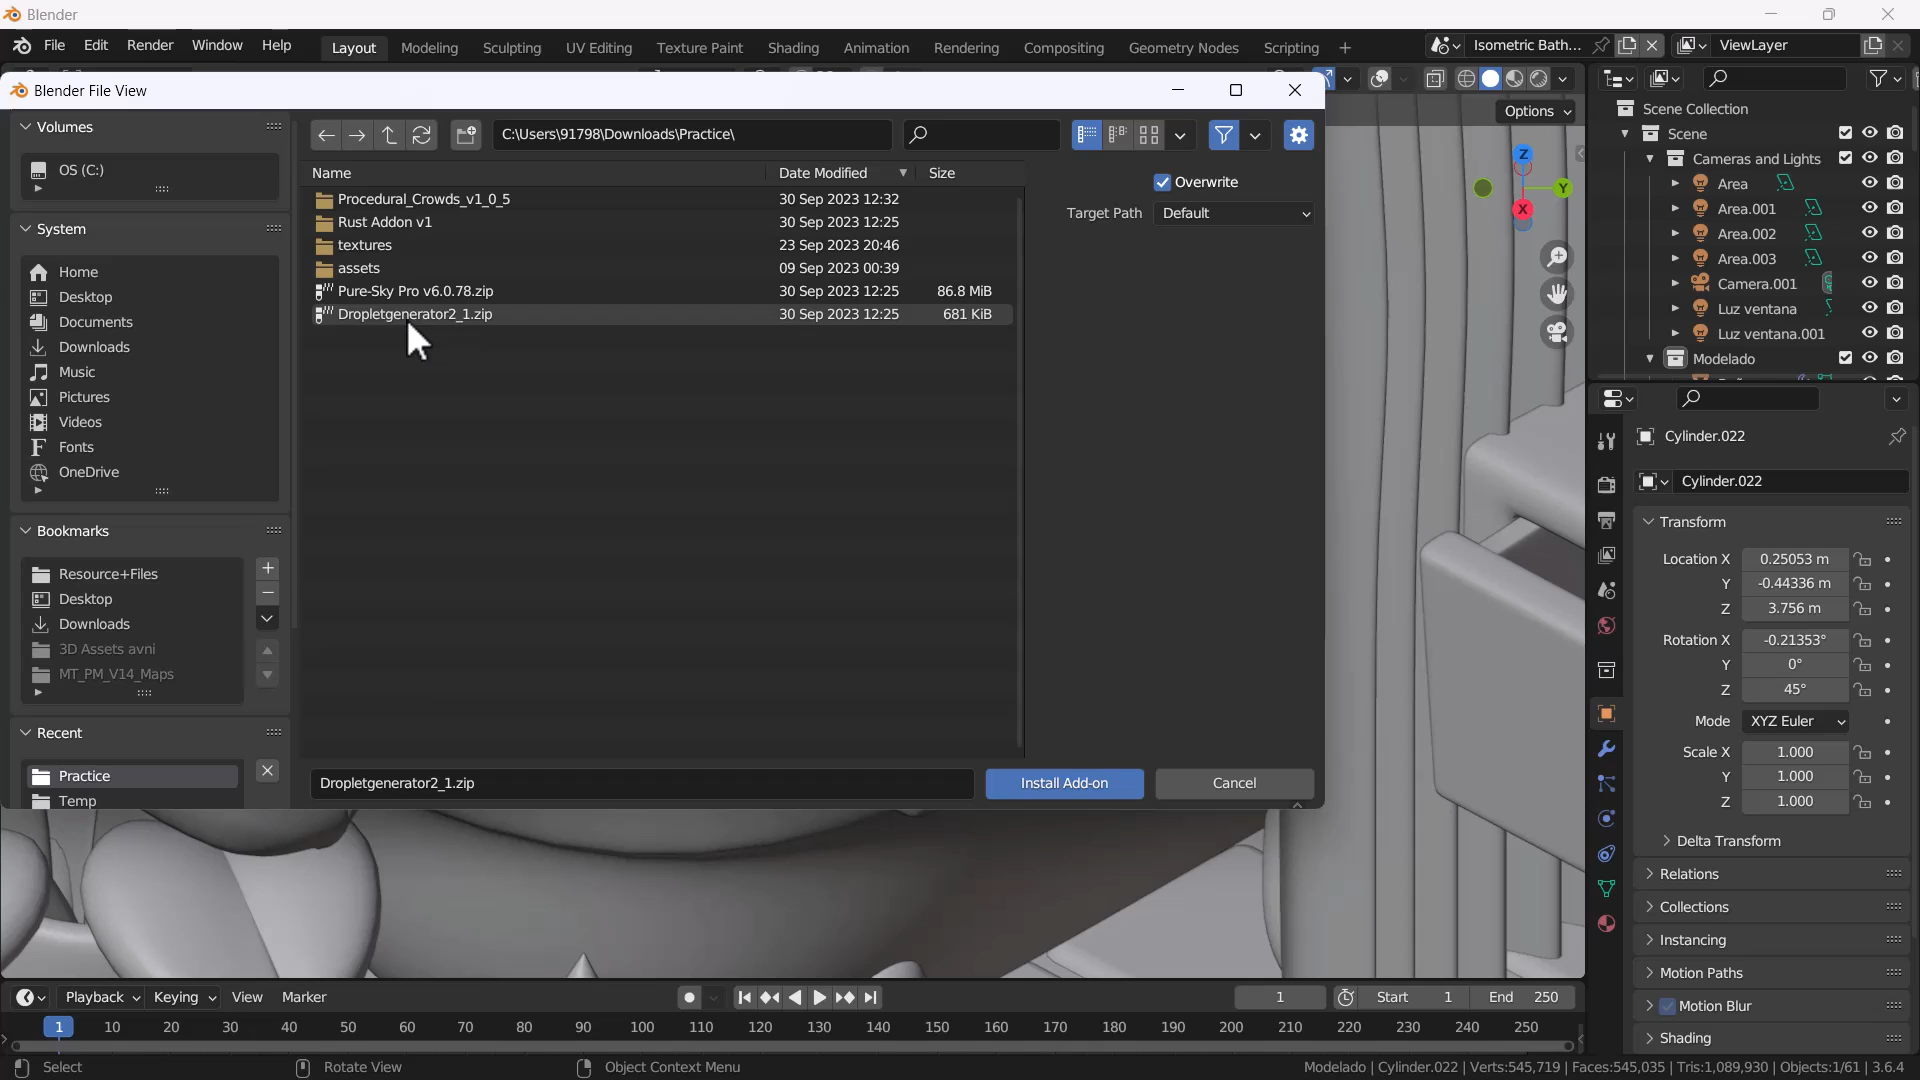 Blender
File Edit Render Window Help Layout Modeling Sculpting UV Editing Texture Paint Shading Animation Rendering Compositing Geometry Nodes Scripting + Isometric Bath... ViewLayer
Blender File View
Options
Volumes
OS (C:)
System
Home
Desktop
Documents
Downloads
Music
Pictures
Videos
Fonts
OneDrive
Bookmarks
Resource+Files
Desktop
Downloads
3D Assets avni
MT_PM_V14_Maps
Recent
Practice
Temp
C:\Users\91798\Downloads\Practice\
Name Date Modified Size
Procedural_Crowds_v1_0_5 30 Sep 2023 12:32
Rust Addon v1 30 Sep 2023 12:25
textures 23 Sep 2023 20:46
assets 09 Sep 2023 00:39
Pure-Sky Pro v6.0.78.zip 30 Sep 2023 12:25 86.8 MiB
Dropletgenerator2_1.zip 30 Sep 2023 12:25 681 KiB
Overwrite
Target Path Default
Dropletgenerator2_1.zip Install Add-on Cancel
Z
Y
X
Scene Collection
Scene
Cameras and Lights
Area
Area.001
Area.002
Area.003
Camera.001
Luz ventana
Luz ventana.001
Modelado
Cylinder.022
Cylinder.022
Transform
Location X 0.25053 m
Y -0.44336 m
Z 3.756 m
Rotation X -0.21353°
Y 0°
Z 45°
Mode XYZ Euler
Scale X 1.000
Y 1.000
Z 1.000
Delta Transform
Relations
Collections
Instancing
Motion Paths
Motion Blur
Shading
Playback Keying View Marker 1 Start 1 End 250
1 10 20 30 40 50 60 70 80 90 100 110 120 130 140 150 160 170 180 190 200 210 220 230 240 250
Select Rotate View Object Context Menu Modelado | Cylinder.022 | Verts:545,719 | Faces:545,035 | Tris:1,089,930 | Objects:1/61 | 3.6.4